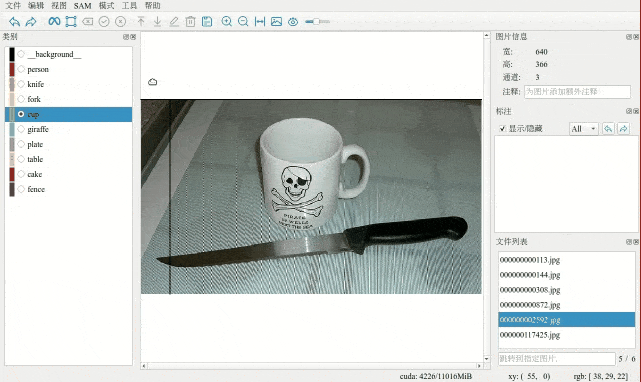 文件 编辑 视图 SAM 模式 工具 帮助
类别
__background__
person
knife
fork
cup
giraffe
plate
table
cake
fence
PIRATE
图片信息
宽: 640
高: 366
通道: 3
注释: 为图片添加额外注释
标注
显示/隐藏 All
文件列表
000000000113.jpg
000000000144.jpg
000000000308.jpg
000000000872.jpg
000000002592.jpg
000000117425.jpg
跳转到指定图片. 5 / 6
cuda: 4226/11016MiB xy: ( 55, 0) rgb: [ 38, 29, 22]